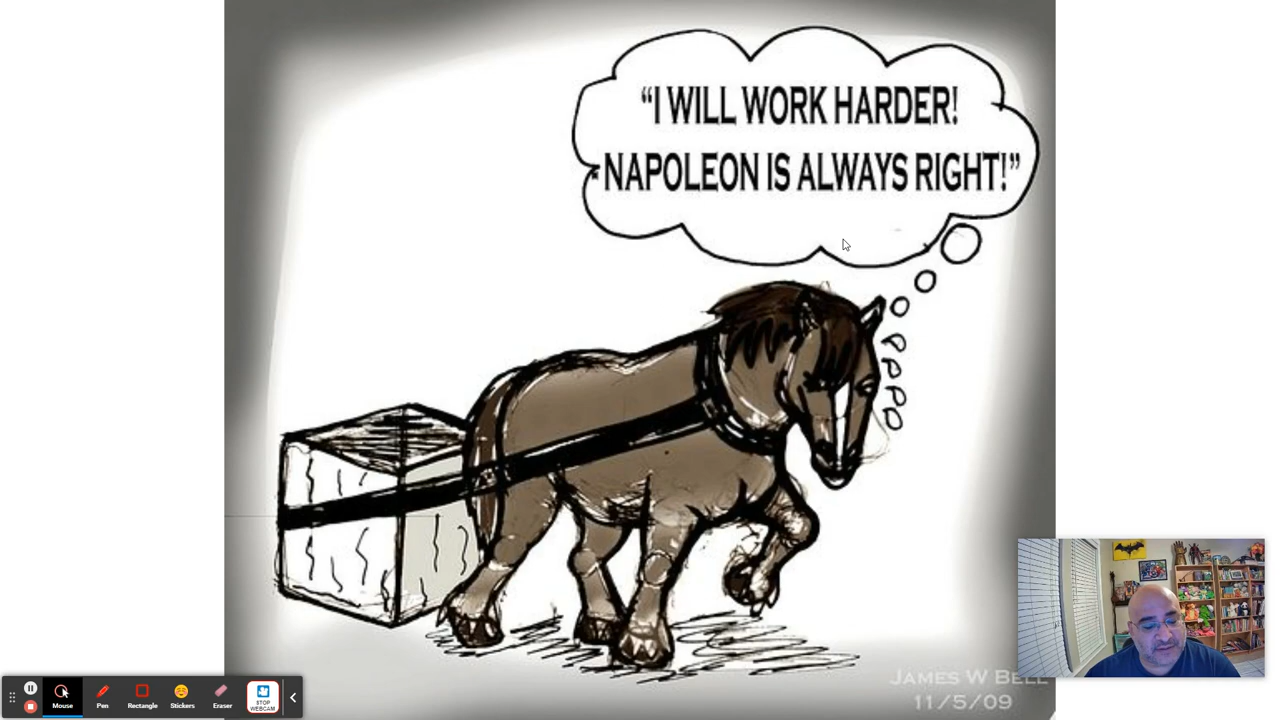 “I WILL WORK HARDER!
NAPOLEON IS ALWAYS RIGHT!”
JAMES W BELL
11/5/09
Mouse
Pen
Rectangle
Stickers
Eraser
STOP
WEBCAM